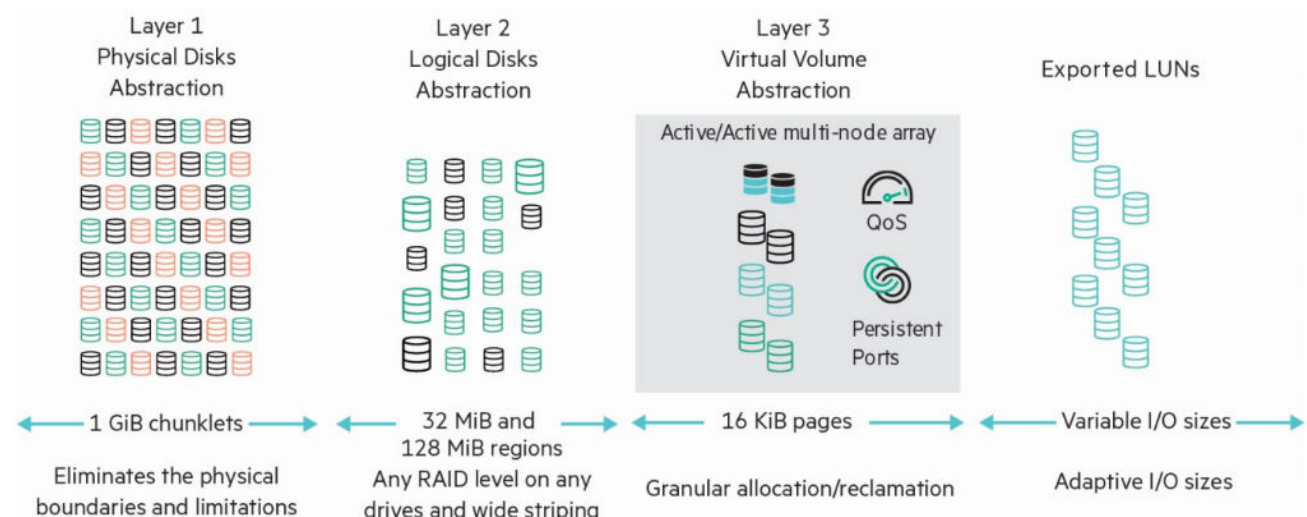 Layer 1
Physical Disks
Abstraction
Layer 2
Logical Disks
Abstraction
Layer 3
Virtual Volume
Abstraction
Exported LUNs
Active/Active multi-node array
QoS
Persistent
Ports
1 GiB chunklets
32 MiB and
128 MiB regions
16 KiB pages
Variable I/O sizes
Eliminates the physical
boundaries and limitations
Any RAID level on any
drives and wide striping
Granular allocation/reclamation
Adaptive I/O sizes